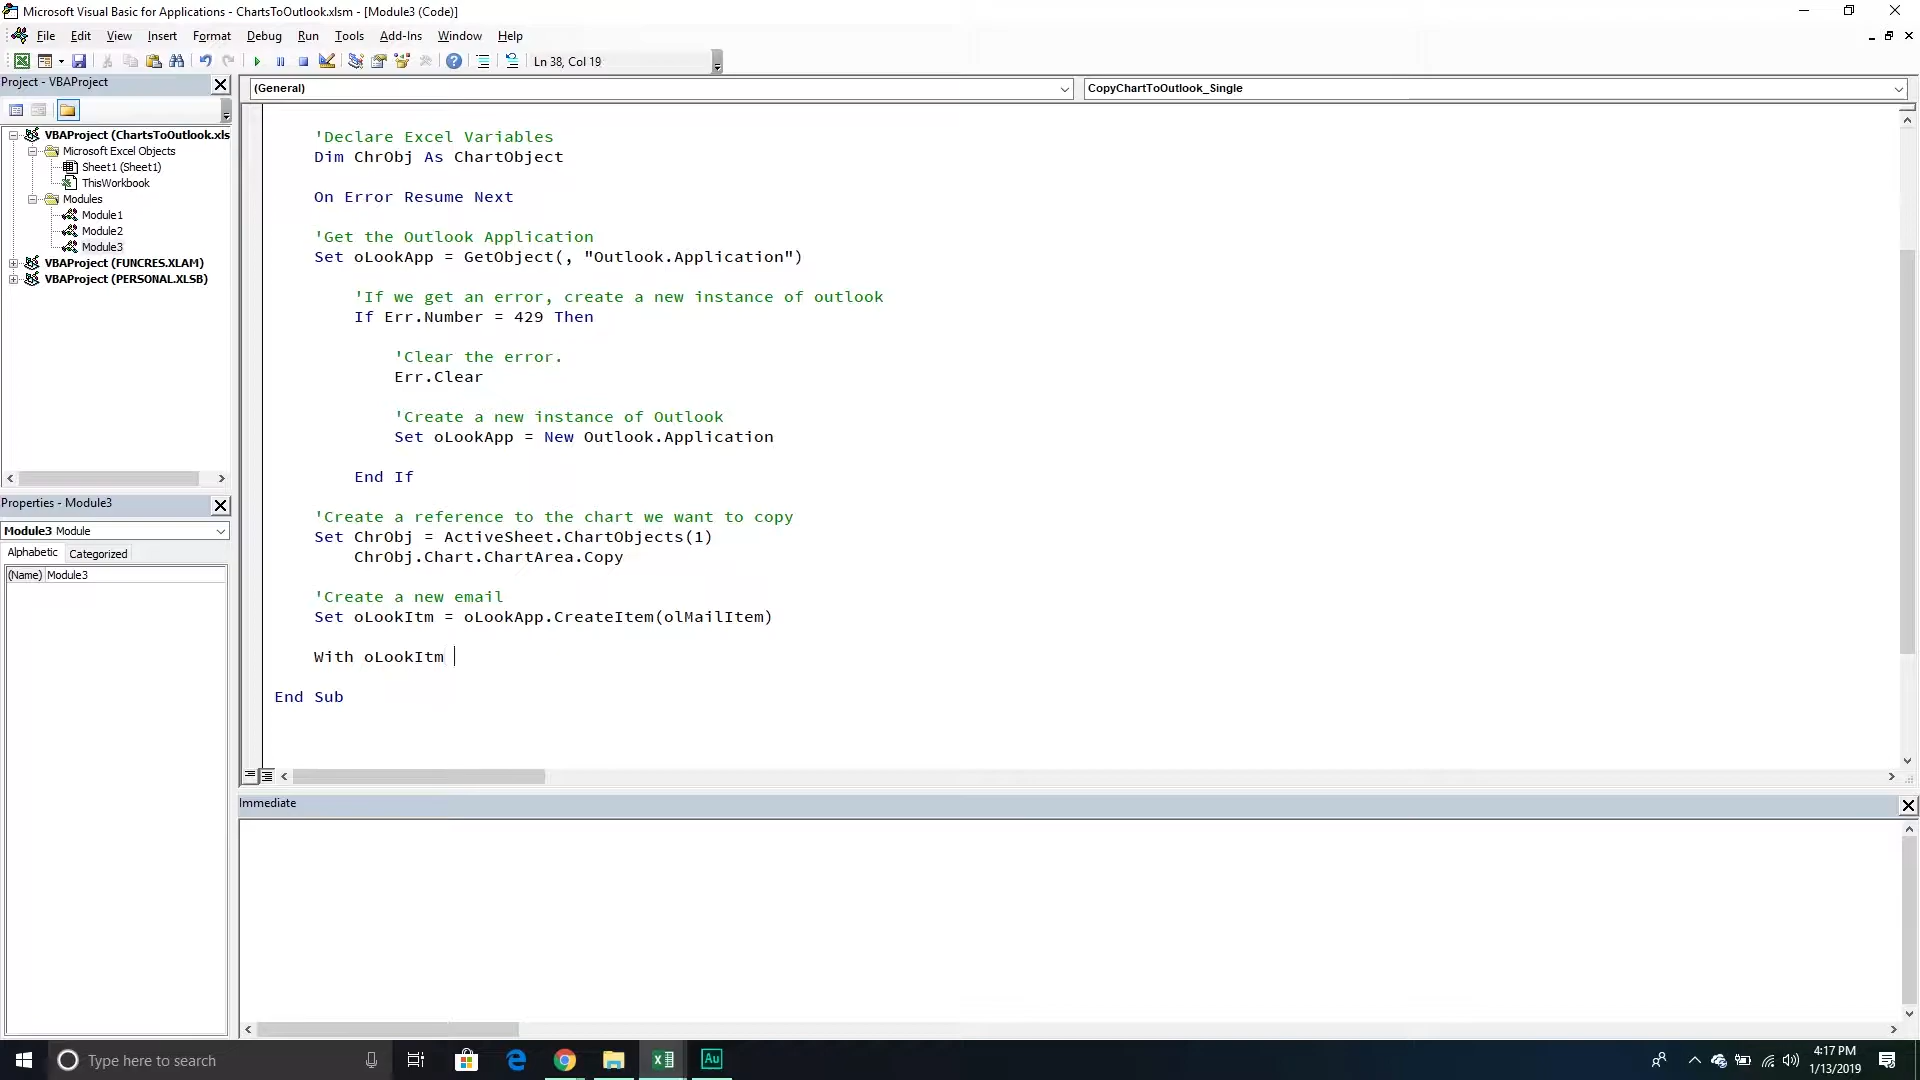 Microsoft Visual Basic for Applications - ChartsToOutlook.xlsm - [Module3 (Code)]
File Edit View Insert Format Debug Run Tools Add-Ins Window Help
Ln 38, Col 19
Project - VBAProject
(General)
CopyChartToOutlook_Single
VBAProject (ChartsToOutlook.xls
Microsoft Excel Objects
Sheet1 (Sheet1)
ThisWorkbook
Modules
Module1
Module2
Module3
VBAProject (FUNCRES.XLAM)
VBAProject (PERSONAL.XLSB)
Properties - Module3
Module3 Module
Alphabetic Categorized
(Name) Module3
'Declare Excel Variables
Dim ChrObj As ChartObject
On Error Resume Next
'Get the Outlook Application
Set oLookApp = GetObject(, "Outlook.Application")
'If we get an error, create a new instance of outlook
If Err.Number = 429 Then
'Clear the error.
Err.Clear
'Create a new instance of Outlook
Set oLookApp = New Outlook.Application
End If
'Create a reference to the chart we want to copy
Set ChrObj = ActiveSheet.ChartObjects(1)
ChrObj.Chart.ChartArea.Copy
'Create a new email
Set oLookItm = oLookApp.CreateItem(olMailItem)
With oLookItm
End Sub
Immediate
Type here to search
Au
4:17 PM
1/13/2019